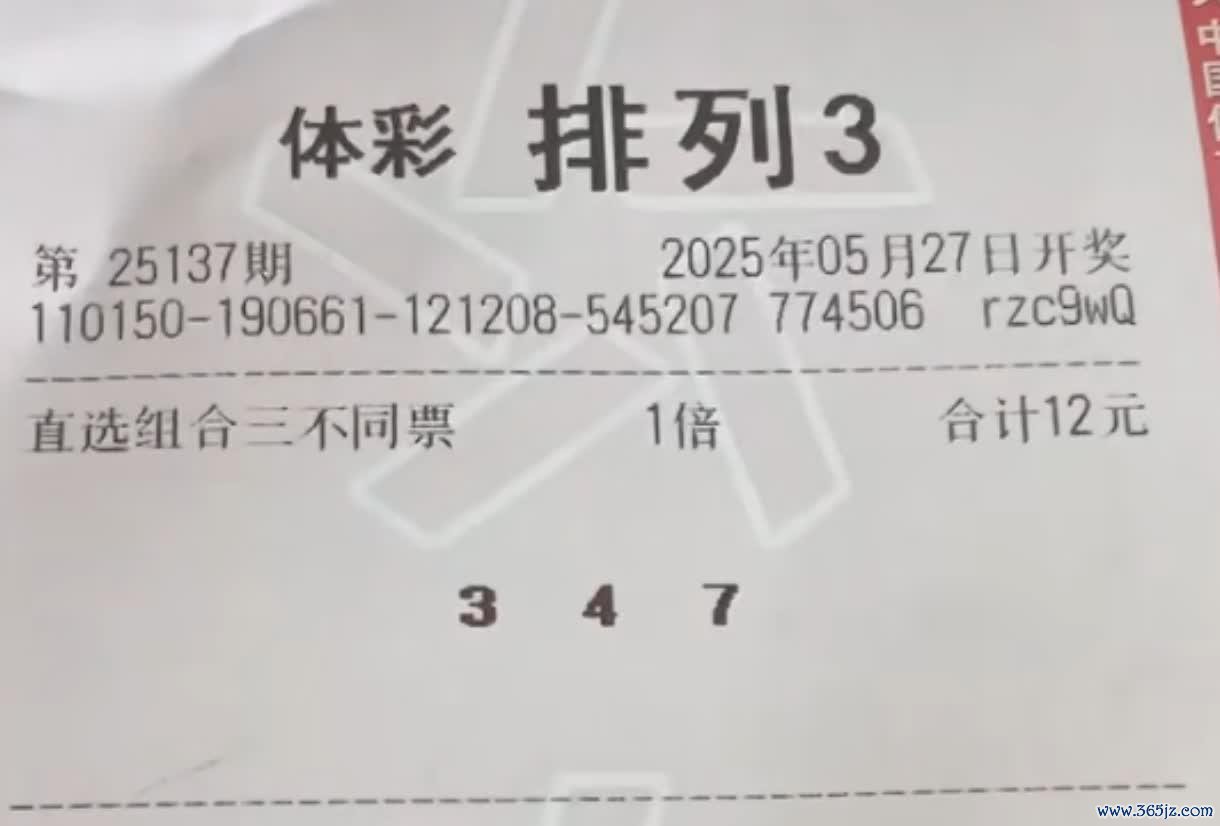 体彩 排列3
第 25137期 2025年05月27日开奖
110150-190661-121208-545207 774506 rzc9wQ
直选组合三不同票 1倍 合计12元
3 4 7
中国
www.365jz.com